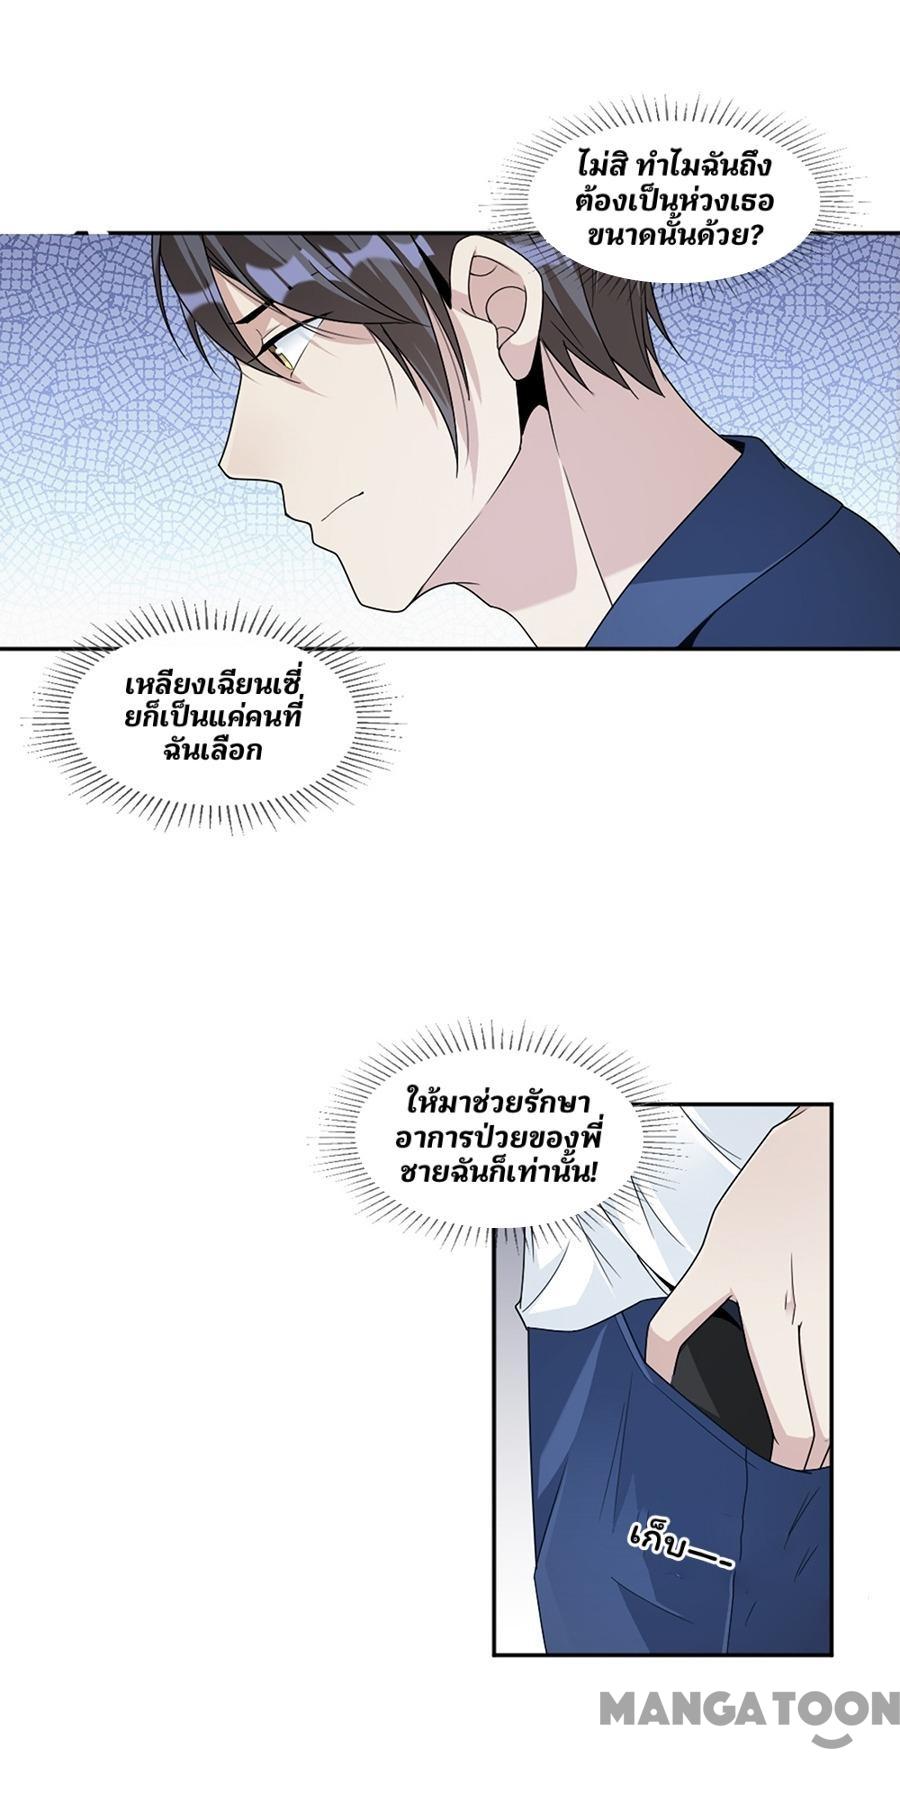 ไม่สิ ทำไมฉันถึง
ต้องเป็นห่วงเธอ
ขนาดนั้นด้วย?
เหลียงเฉียนเซี่
ยก็เป็นแค่คนที่
ฉันเลือก
ให้มาช่วยรักษา
อาการป่วยของพี่
ชายฉันก็เท่านั้น!
เก็บ—-
MANGATOON